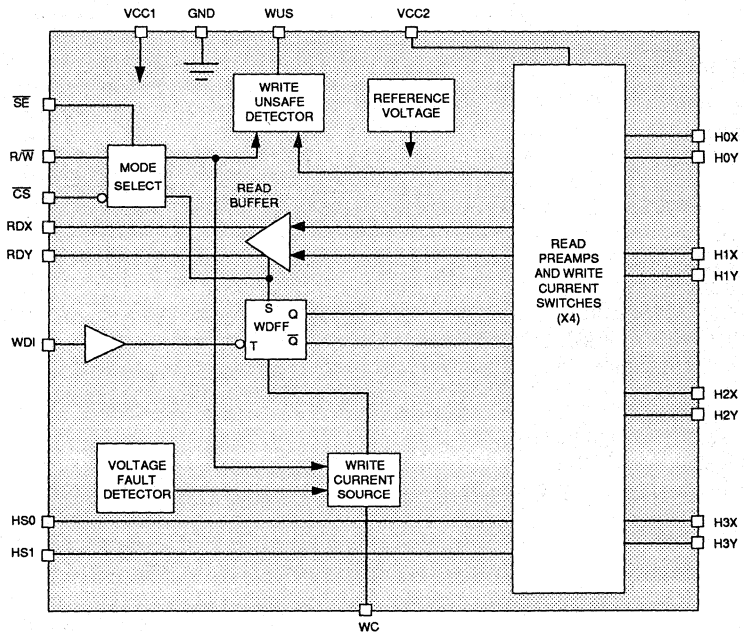 VCC1 GND WUS VCC2
S̅E̅
R/W̅
C̅S̅
RDX
RDY
WDI
HS0
HS1
WRITE
UNSAFE
DETECTOR
REFERENCE
VOLTAGE
MODE
SELECT
READ
BUFFER
S
Q
WDFF
Q̅
T
VOLTAGE
FAULT
DETECTOR
WRITE
CURRENT
SOURCE
READ
PREAMPS
AND WRITE
CURRENT
SWITCHES
(X4)
H0X
H0Y
H1X
H1Y
H2X
H2Y
H3X
H3Y
WC